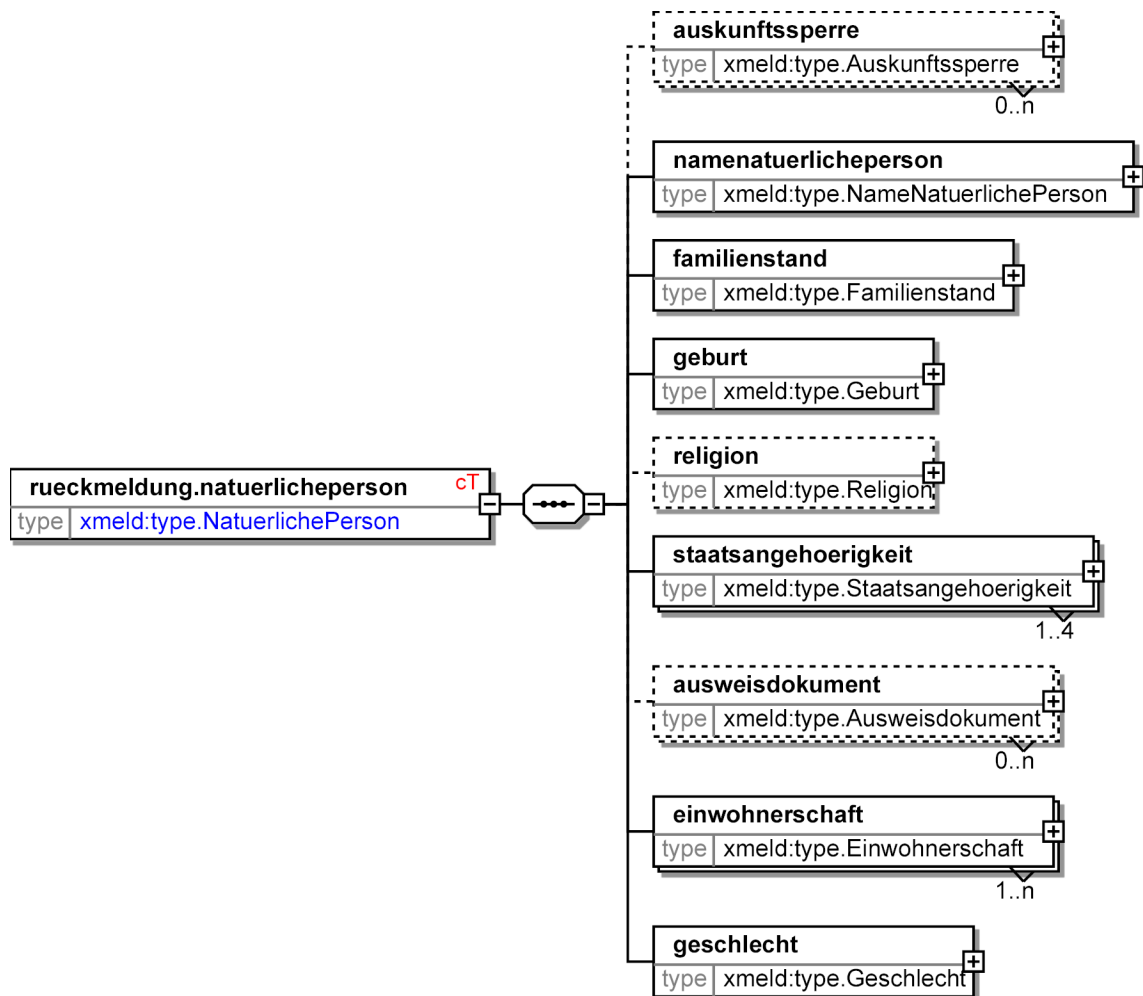 auskunftssperre
type xmeld:type.Auskunftssperre
0..n
namenatuerlicheperson
type xmeld:type.NameNatuerlichePerson
familienstand
type xmeld:type.Familienstand
geburt
type xmeld:type.Geburt
religion
type xmeld:type.Religion
rueckmeldung.natuerlicheperson cT
type xmeld:type.NatuerlichePerson
staatsangehoerigkeit
type xmeld:type.Staatsangehoerigkeit
1..4
ausweisdokument
type xmeld:type.Ausweisdokument
0..n
einwohnerschaft
type xmeld:type.Einwohnerschaft
1..n
geschlecht
type xmeld:type.Geschlecht